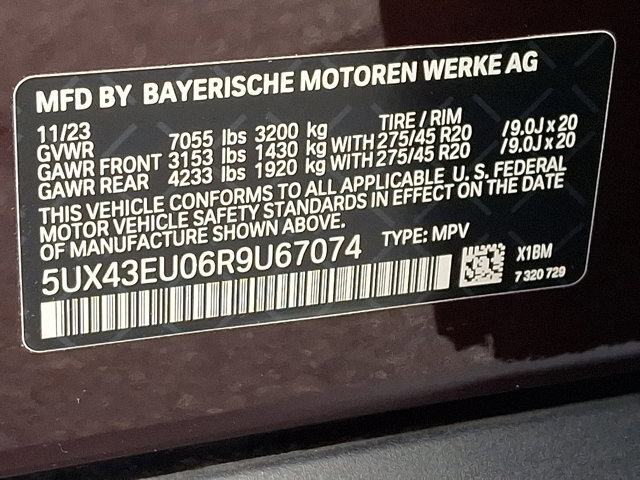 MFD BY BAYERISCHE MOTOREN WERKE AG
11/23 TIRE / RIM
GVWR 7055 lbs 3200 kg
GAWR FRONT 3153 lbs 1430 kg WITH 275/45 R20 /9.0J x 20
GAWR REAR 4233 lbs 1920 kg WITH 275/45 R20 /9.0J x 20
THIS VEHICLE CONFORMS TO ALL APPLICABLE U. S. FEDERAL
MOTOR VEHICLE SAFETY STANDARDS IN EFFECT ON THE DATE
OF MANUFACTURE SHOWN ABOVE.
5UX43EU06R9U67074 TYPE: MPV
X1BM
7 320 729